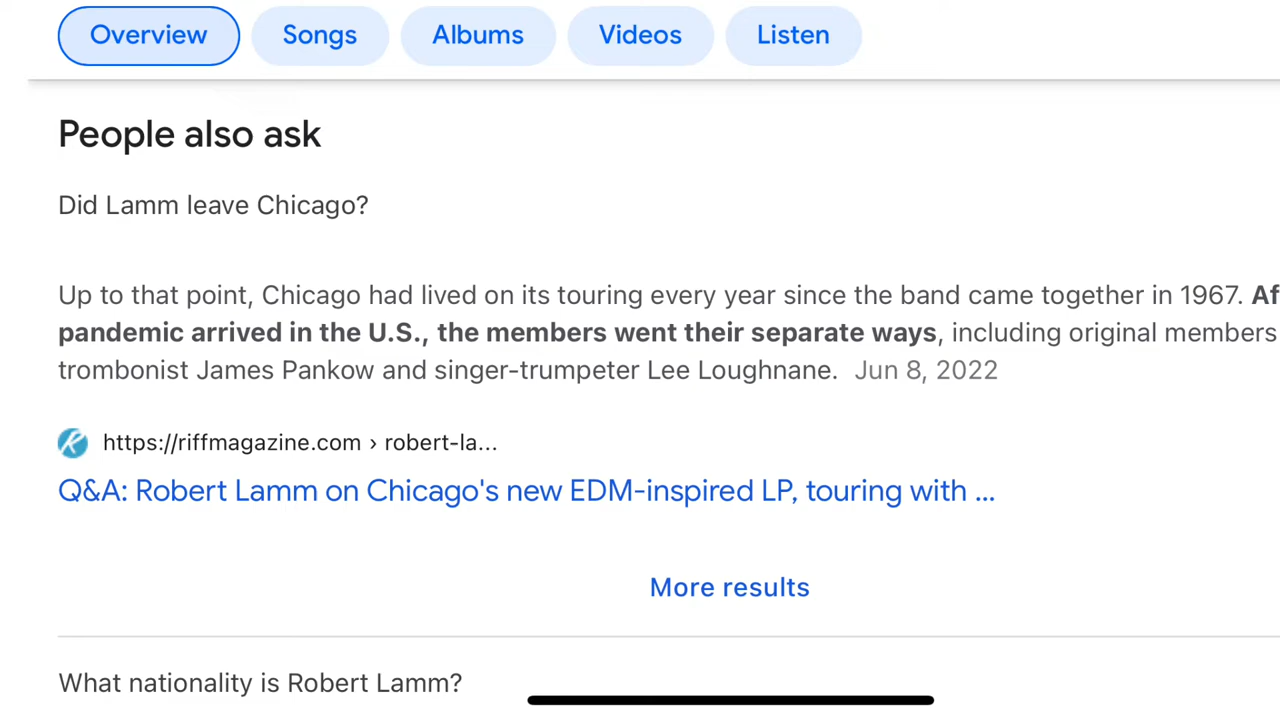 Overview Songs Albums Videos Listen
People also ask
Did Lamm leave Chicago?
Up to that point, Chicago had lived on its touring every year since the band came together in 1967. Af
pandemic arrived in the U.S., the members went their separate ways, including original members
trombonist James Pankow and singer-trumpeter Lee Loughnane. Jun 8, 2022
https://riffmagazine.com › robert-la...
Q&A: Robert Lamm on Chicago's new EDM-inspired LP, touring with ...
More results
What nationality is Robert Lamm?